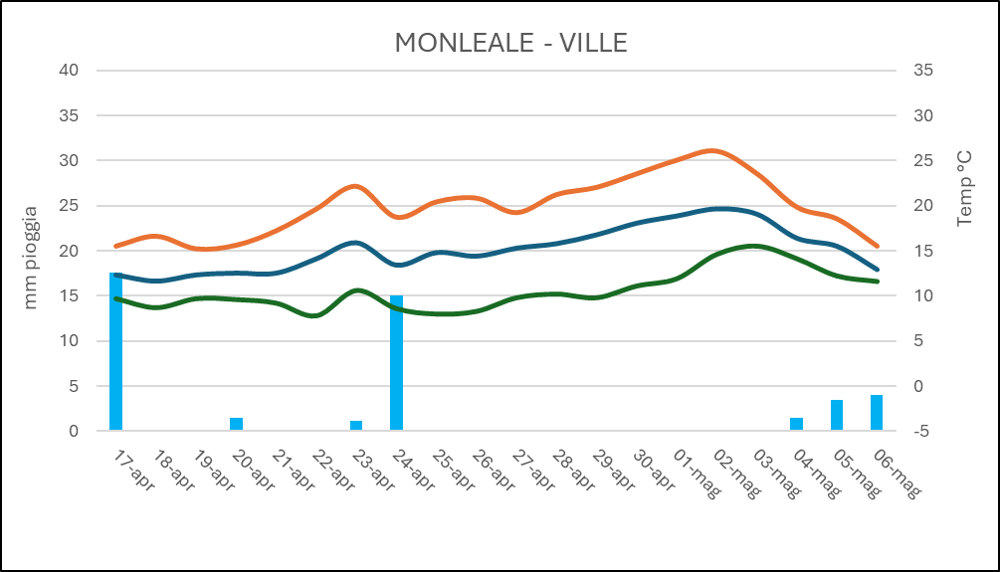 MONLEALE - VILLE
40
35
30
25
20
15
10
5
0
mm pioggia
35
30
25
20
15
10
5
0
-5
Temp °C
17-apr
18-apr
19-apr
20-apr
21-apr
22-apr
23-apr
24-apr
25-apr
26-apr
27-apr
28-apr
29-apr
30-apr
01-mag
02-mag
03-mag
04-mag
05-mag
06-mag